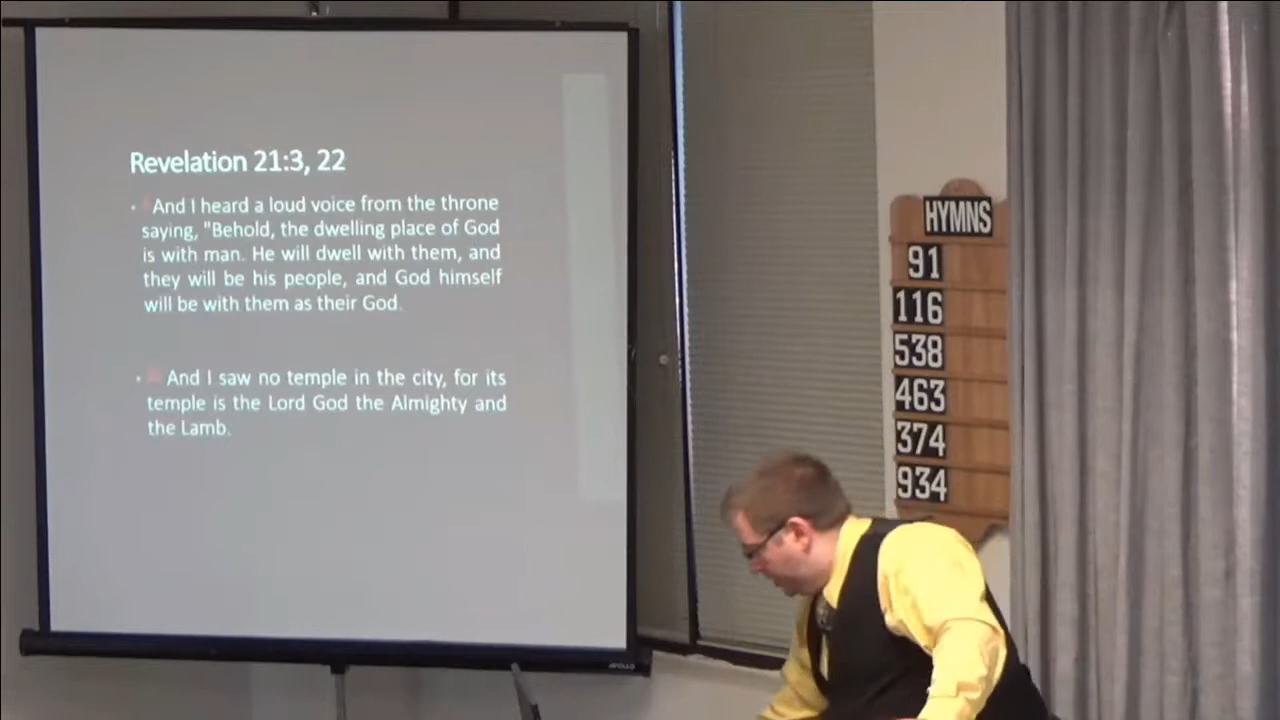 Revelation 21:3, 22
And I heard a loud voice from the throne
saying, "Behold, the dwelling place of God
is with man. He will dwell with them, and
they will be his people, and God himself
will be with them as their God.
And I saw no temple in the city, for its
temple is the Lord God the Almighty and
the Lamb.
APOLLO
HYMNS
91
116
538
463
374
934